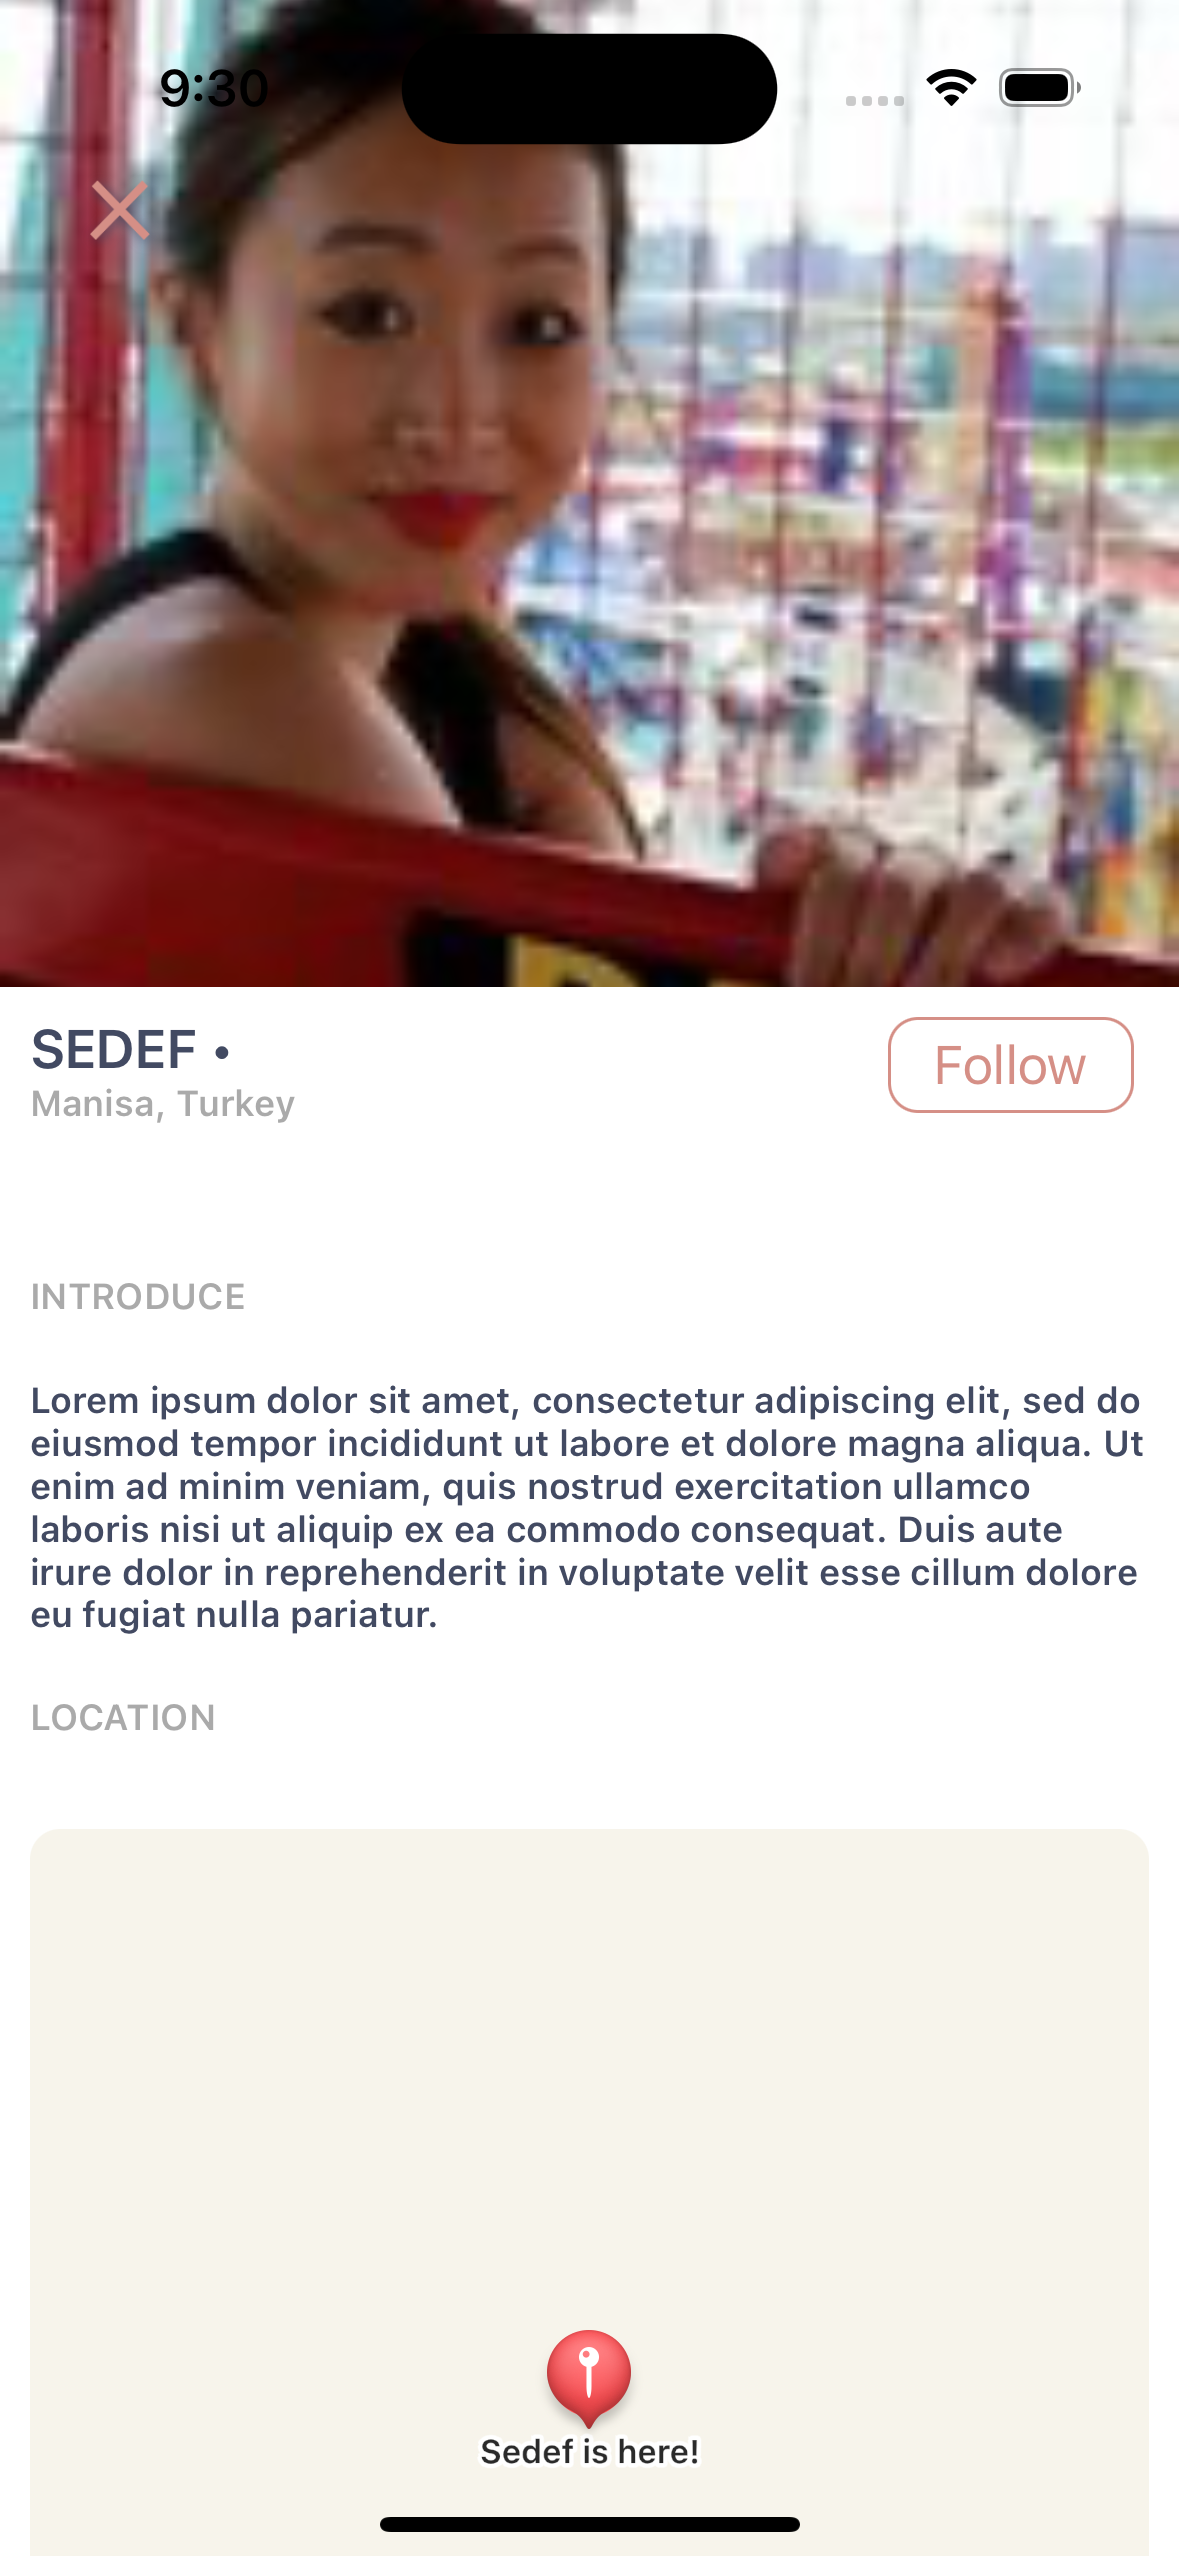 9:30
SEDEF •
Manisa, Turkey
Follow
INTRODUCE
Lorem ipsum dolor sit amet, consectetur adipiscing elit, sed do
eiusmod tempor incididunt ut labore et dolore magna aliqua. Ut
enim ad minim veniam, quis nostrud exercitation ullamco
laboris nisi ut aliquip ex ea commodo consequat. Duis aute
irure dolor in reprehenderit in voluptate velit esse cillum dolore
eu fugiat nulla pariatur.
LOCATION
Sedef is here!